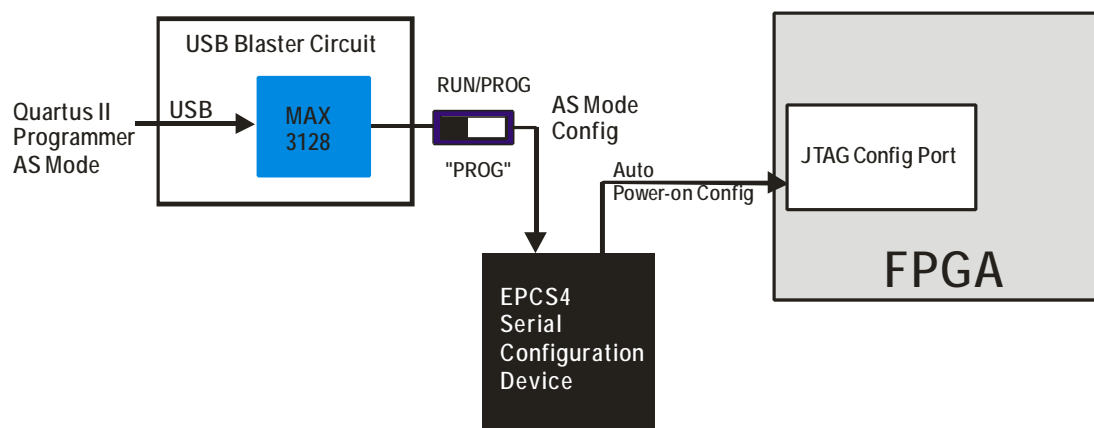 USB Blaster Circuit
Quartus II
Programmer
AS Mode
USB
MAX
3128
RUN/PROG
"PROG"
AS Mode
Config
Auto
Power-on Config
JTAG Config Port
FPGA
EPCS4
Serial
Configuration
Device